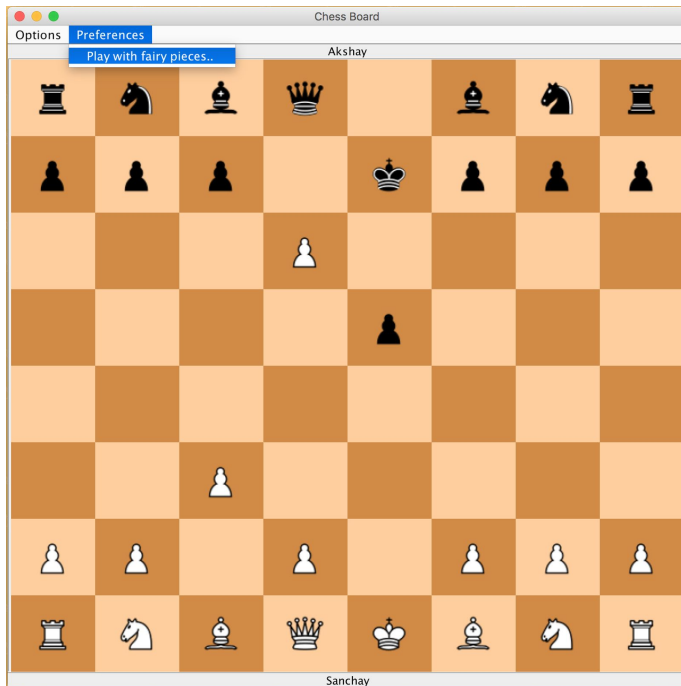 Chess Board
Options Preferences
Play with fairy pieces..
Akshay
Sanchay